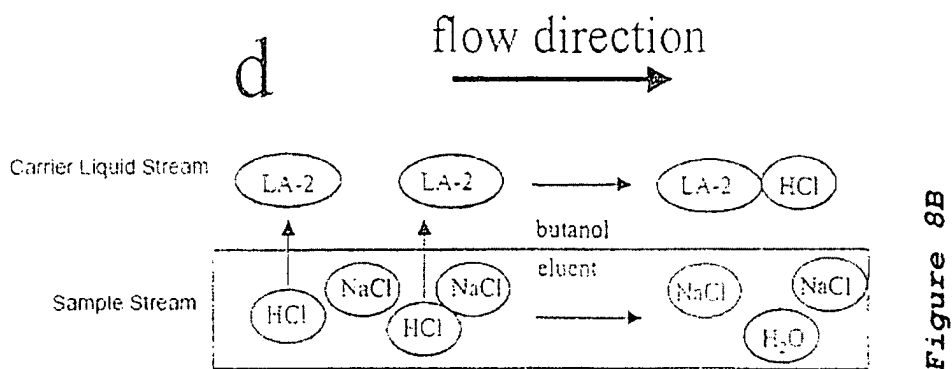 d
flow direction
Carrier Liquid Stream
LA-2
LA-2
LA-2
HCl
butanol
eluent
Sample Stream
HCl
NaCl
HCl
NaCl
NaCl
H₂O
NaCl
Figure 8B